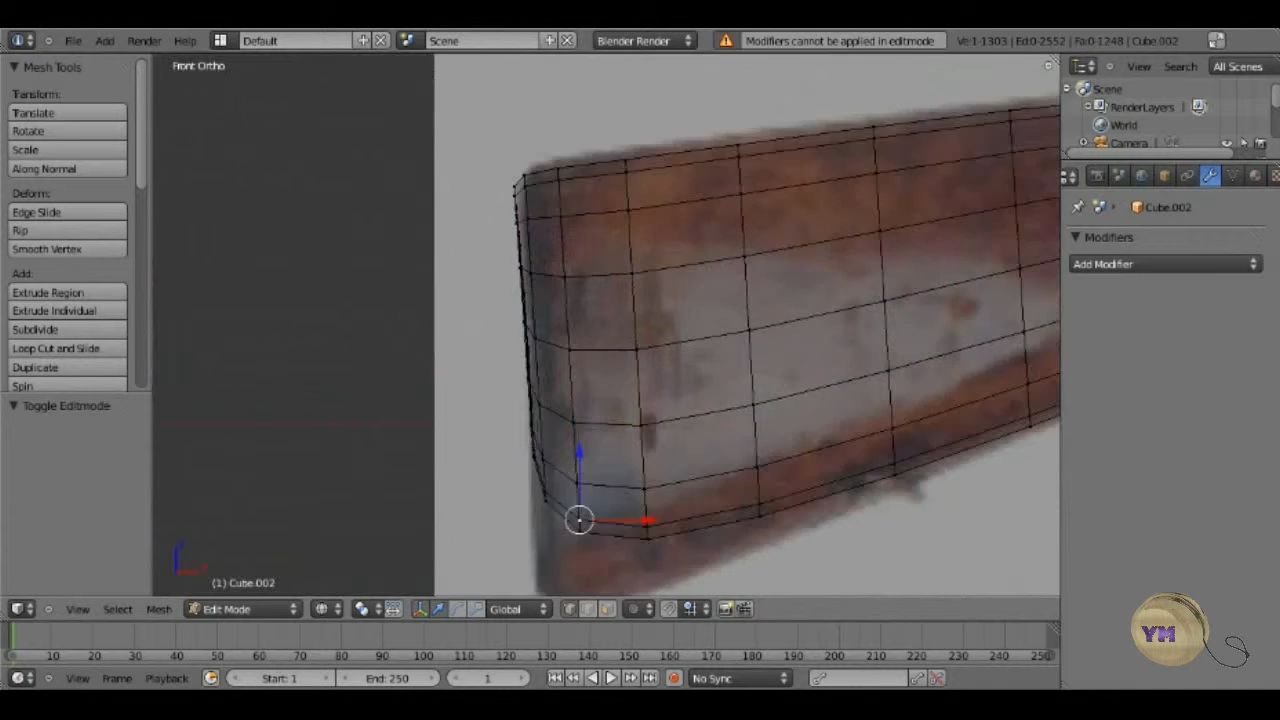 File Add Render Help Default Scene Blender Render Modifiers cannot be applied in editmode Ve:1-1303 | Ed:0-2552 | Fa:0-1248 | Cube.002
Mesh Tools
Front Ortho
View Search All Scenes
Transform:
Scene
Translate
RenderLayers
Rotate
World
Scale
Camera
Along Normal
Deform:
Cube.002
Edge Slide
Rip
Modifiers
Smooth Vertex
Add Modifier
Add:
Extrude Region
Extrude Individual
Subdivide
Loop Cut and Slide
Duplicate
Spin
Toggle Editmode
(1) Cube.002
View Select Mesh Edit Mode Global
YM
10 20 30 40 50 60 70 80 90 100 110 120 130 140 150 160 170 180 190 200 210 220 230 240 250
View Frame Playback Start: 1 End: 250 1 No Sync